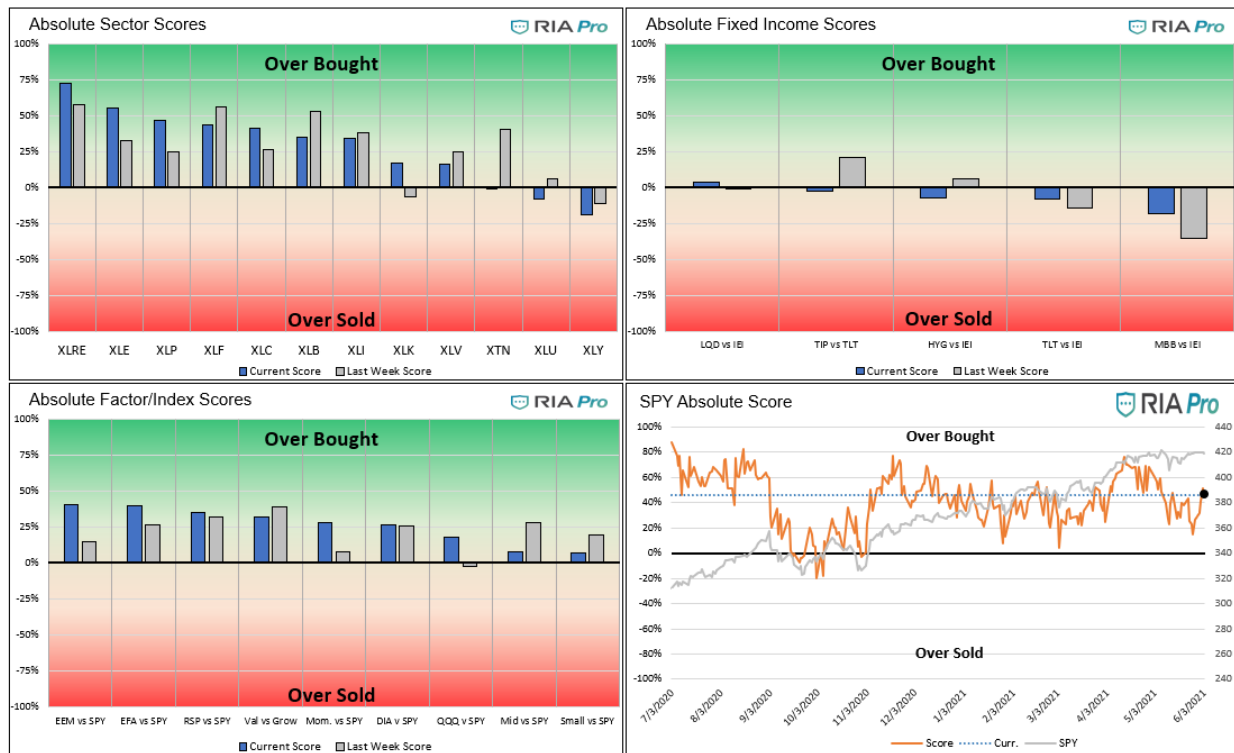 Absolute Sector Scores
RIA Pro
100%
75%
50%
25%
0%
-25%
-50%
-75%
-100%
Over Bought
Over Sold
XLRE XLE XLP XLF XLC XLB XLI XLK XLV XTN XLU XLY
Current Score Last Week Score
Absolute Fixed Income Scores
RIA Pro
100%
75%
50%
25%
0%
-25%
-50%
-75%
-100%
Over Bought
Over Sold
LQD vs IEI TIP vs TLT HYG vs IEI TLT vs IEI MBB vs IEI
Current Score Last Week Score
Absolute Factor/Index Scores
RIA Pro
100%
75%
50%
25%
0%
-25%
-50%
-75%
-100%
Over Bought
Over Sold
EEM vs SPY EFA vs SPY RSP vs SPY Val vs Grow Mom. vs SPY DIA v SPY QQQ v SPY Mid vs SPY Small vs SPY
Current Score Last Week Score
SPY Absolute Score
RIA Pro
100%
80%
60%
40%
20%
0%
-20%
-40%
-60%
-80%
-100%
Over Bought
Over Sold
440
420
400
380
360
340
320
300
280
260
240
7/3/2020 8/3/2020 9/3/2020 10/3/2020 11/3/2020 12/3/2020 1/3/2021 2/3/2021 3/3/2021 4/3/2021 5/3/2021 6/3/2021
Score Curr. SPY